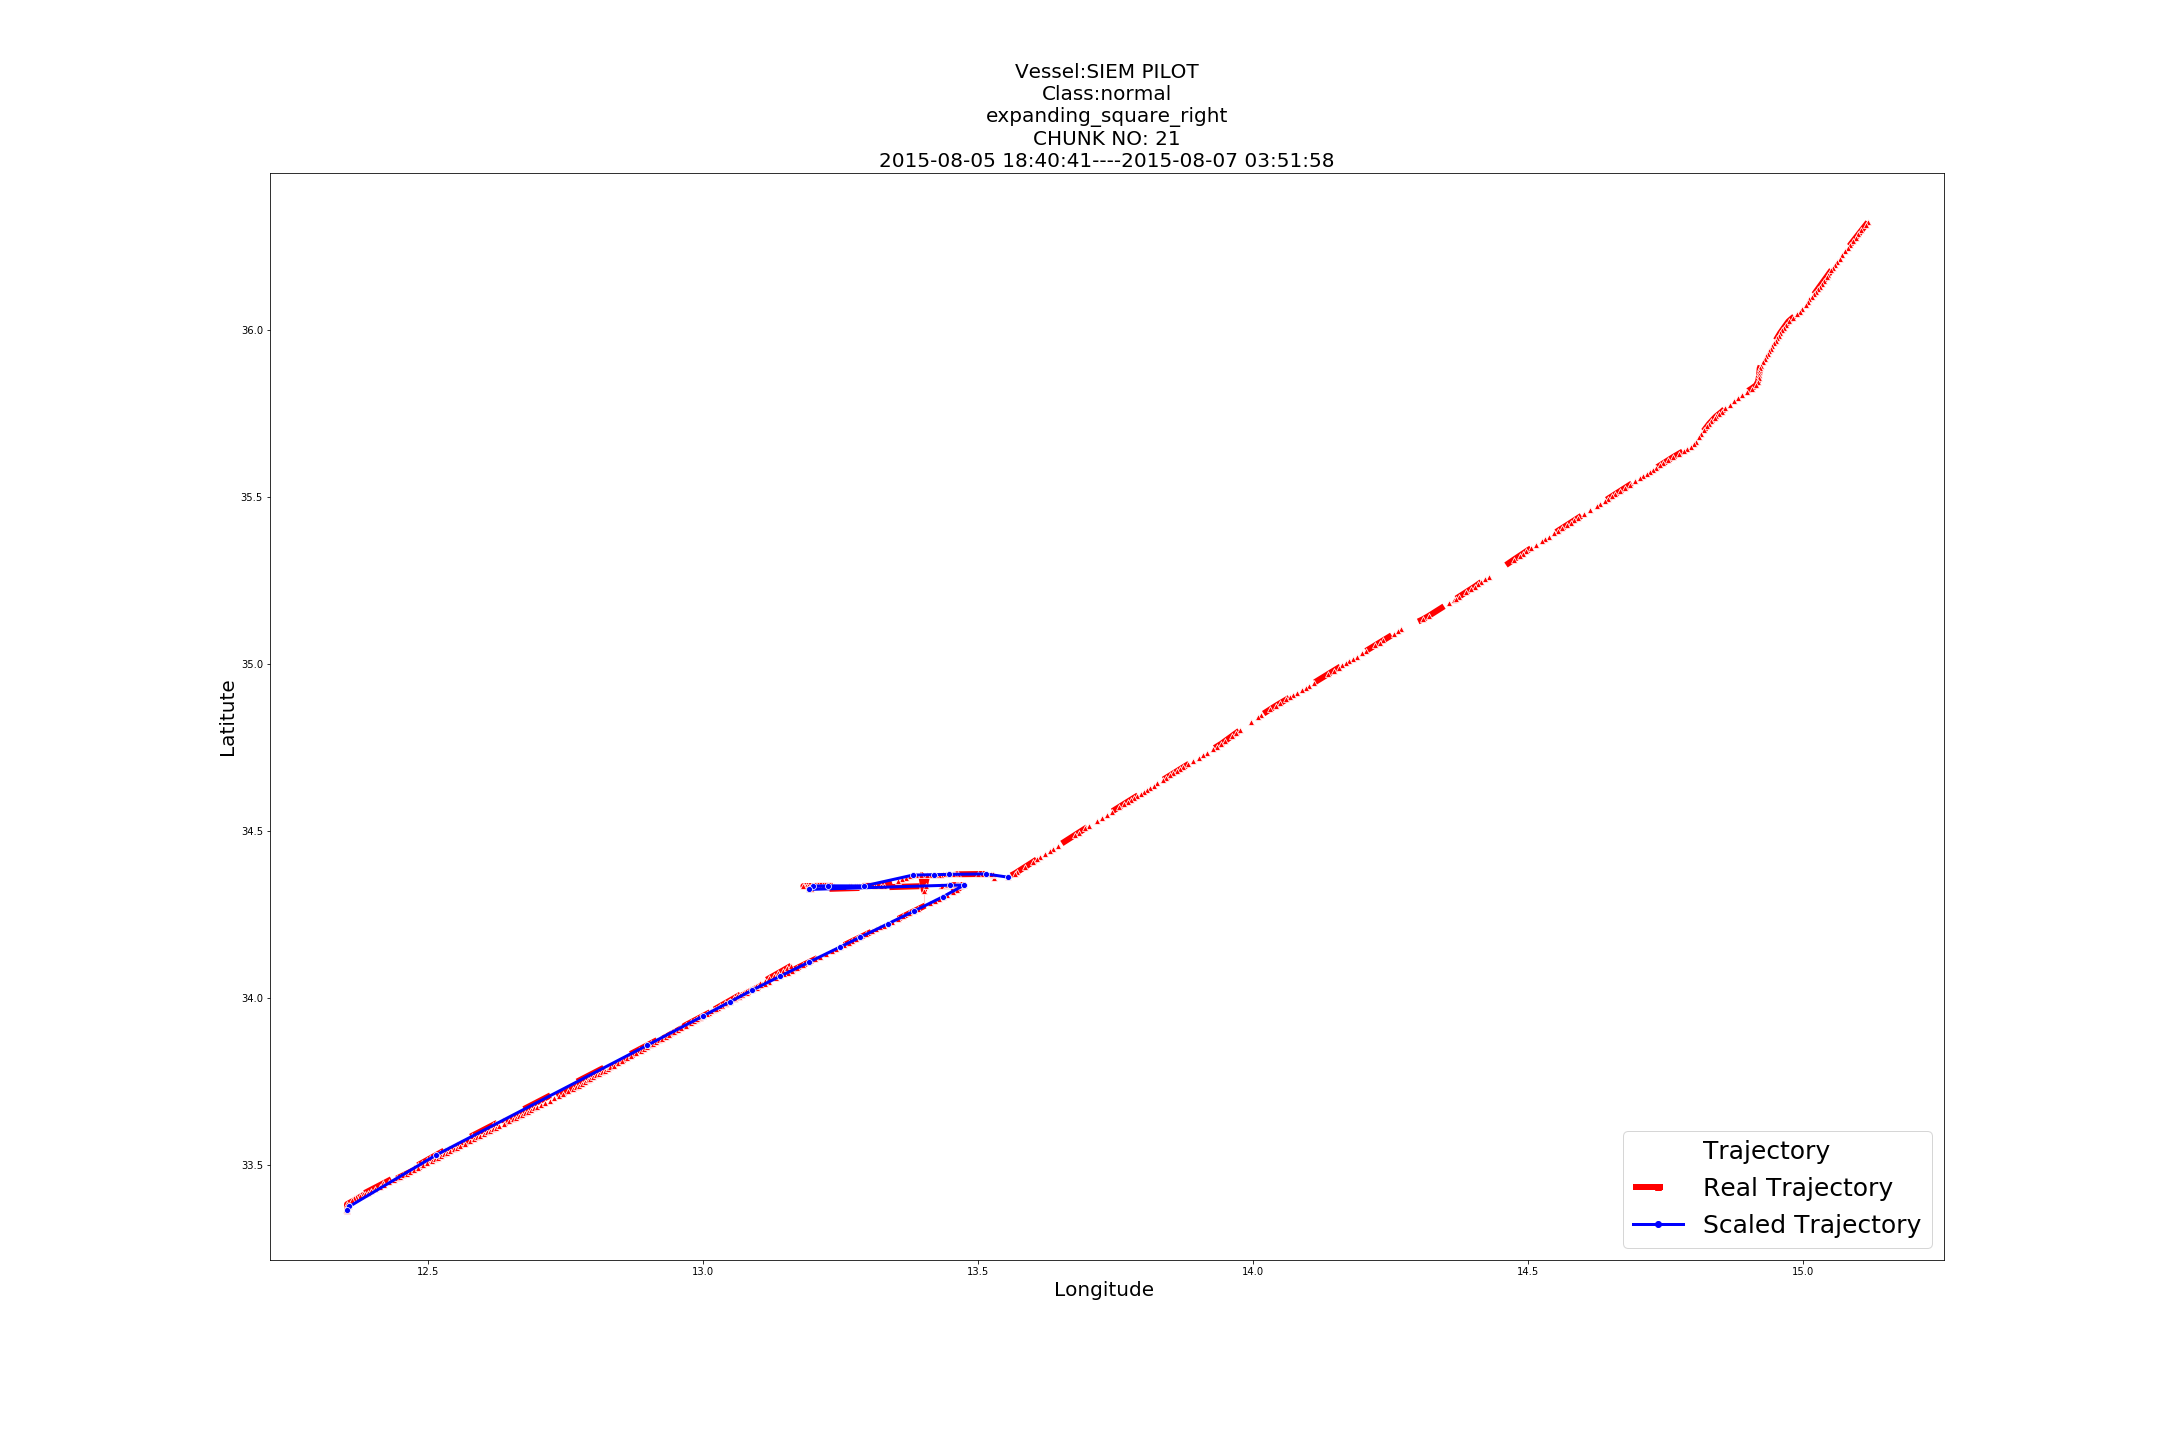 Vessel:SIEM PILOT
Class:normal
expanding_square_right
CHUNK NO: 21
2015-08-05 18:40:41----2015-08-07 03:51:58
36.0
35.5
35.0
34.5
34.0
33.5
Latitute
12.5
13.0
13.5
14.0
14.5
15.0
Longitude
Trajectory
Real Trajectory
Scaled Trajectory